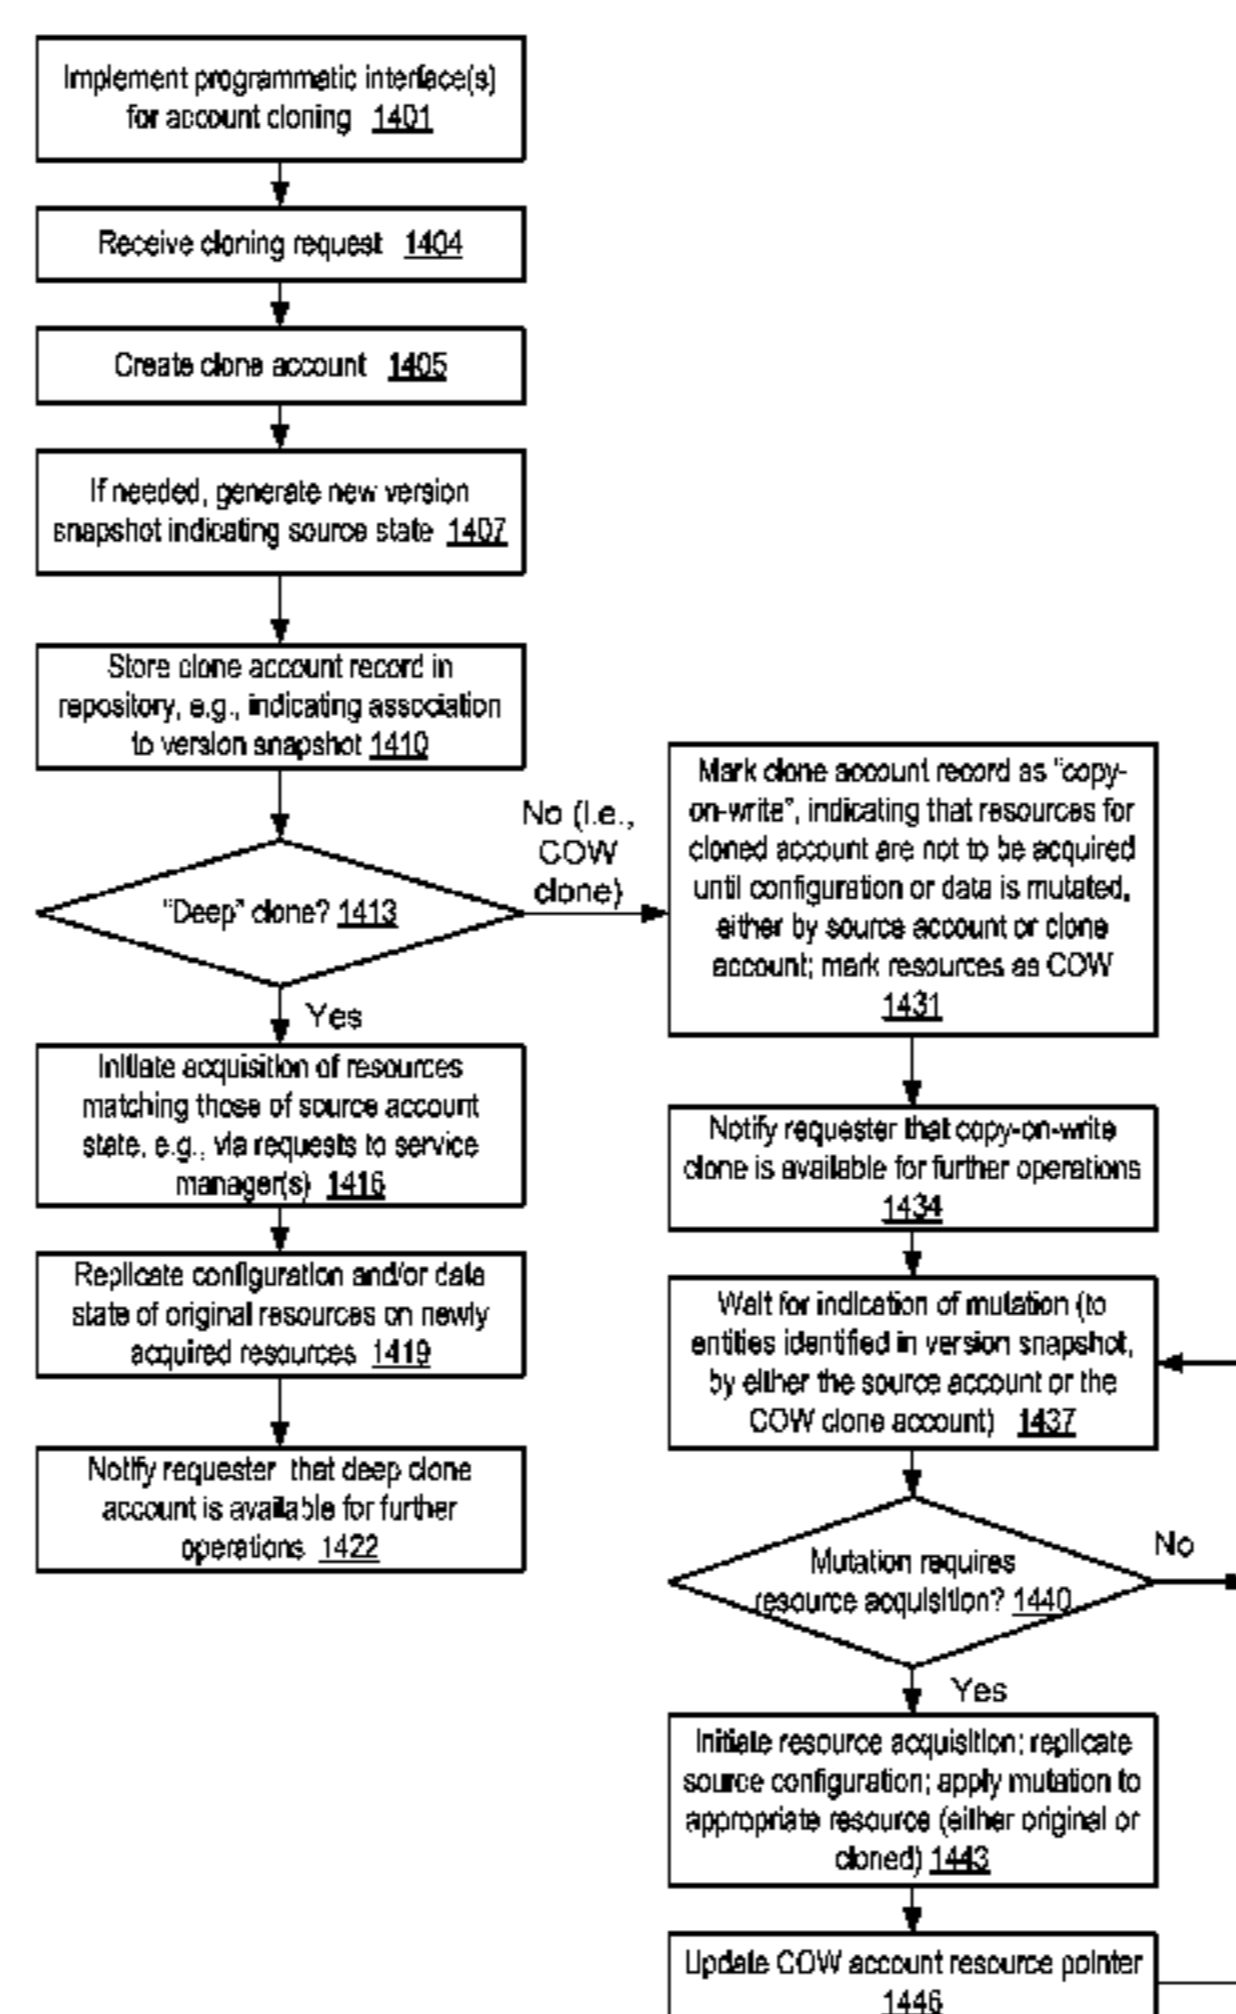 Implement programmatic interface(s)
for account cloning 1401
Receive cloning request 1404
Create clone account 1405
If needed, generate new version
snapshot indicating source state 1407
Store clone account record in
repository, e.g., indicating association
to version snapshot 1410
"Deep" clone? 1413
No (i.e.,
COW
clone)
Yes
Initiate acquisition of resources
matching those of source account
state, e.g., via requests to service
manager(s) 1416
Replicate configuration and/or data
state of original resources on newly
acquired resources 1419
Notify requester that deep clone
account is available for further
operations 1422
Mark clone account record as "copy-
on-write", indicating that resources for
cloned account are not to be acquired
until configuration or data is mutated,
either by source account or clone
account; mark resources as COW
1431
Notify requester that copy-on-write
clone is available for further operations
1434
Wait for indication of mutation (to
entities identified in version snapshot,
by either the source account or the
COW clone account) 1437
Mutation requires
resource acquisition? 1440
No
Yes
Initiate resource acquisition; replicate
source configuration; apply mutation to
appropriate resource (either original or
cloned) 1443
Update COW account resource pointer
1446